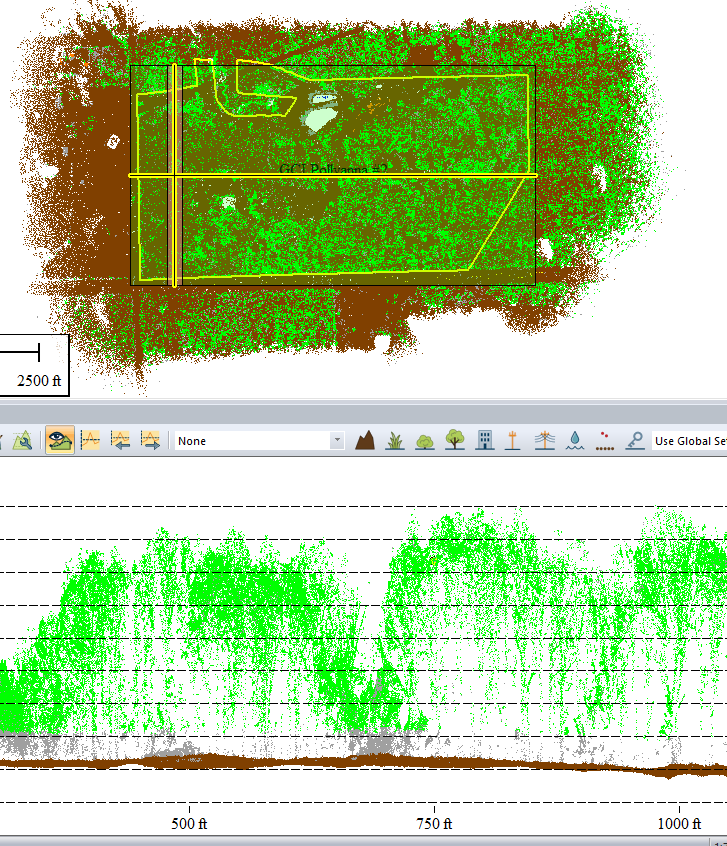 2500 ft
None
Use Global Se
500 ft
750 ft
1000 ft